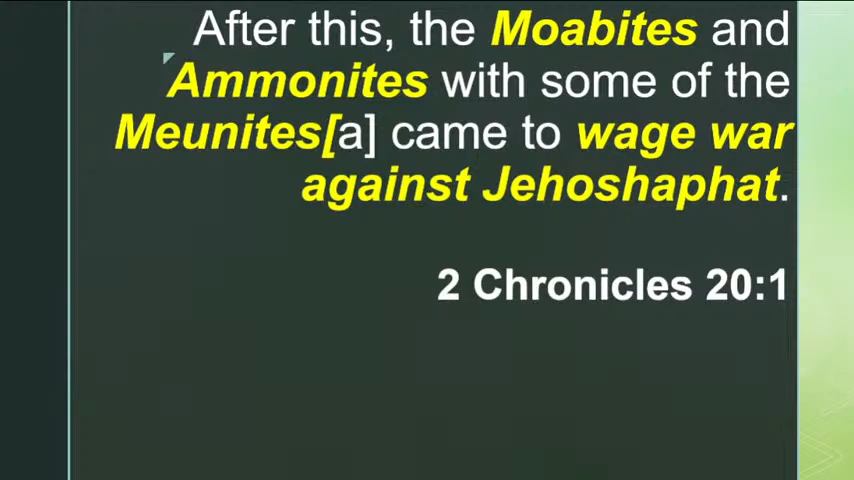 After this, the Moabites and
Ammonites with some of the
Meunites[a] came to wage war
against Jehoshaphat.
2 Chronicles 20:1